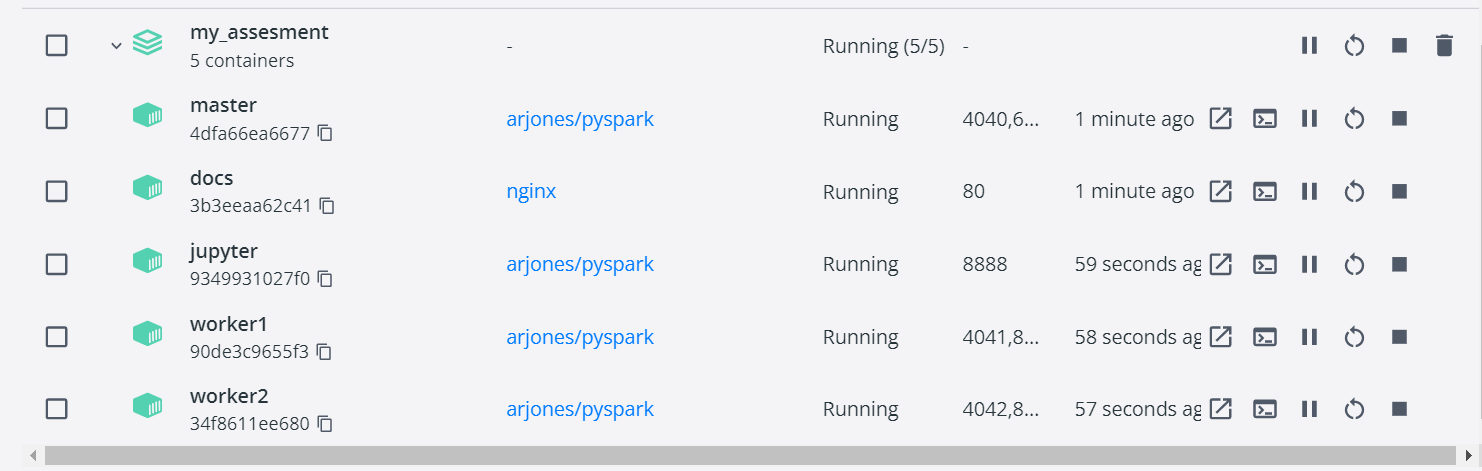 my_assesment
5 containers
-
Running (5/5)
-
master
4dfa66ea6677
arjones/pyspark
Running
4040,6...
1 minute ago
docs
3b3eeaa62c41
nginx
Running
80
1 minute ago
jupyter
9349931027f0
arjones/pyspark
Running
8888
59 seconds ag
worker1
90de3c9655f3
arjones/pyspark
Running
4041,8...
58 seconds ag
worker2
34f8611ee680
arjones/pyspark
Running
4042,8...
57 seconds ag